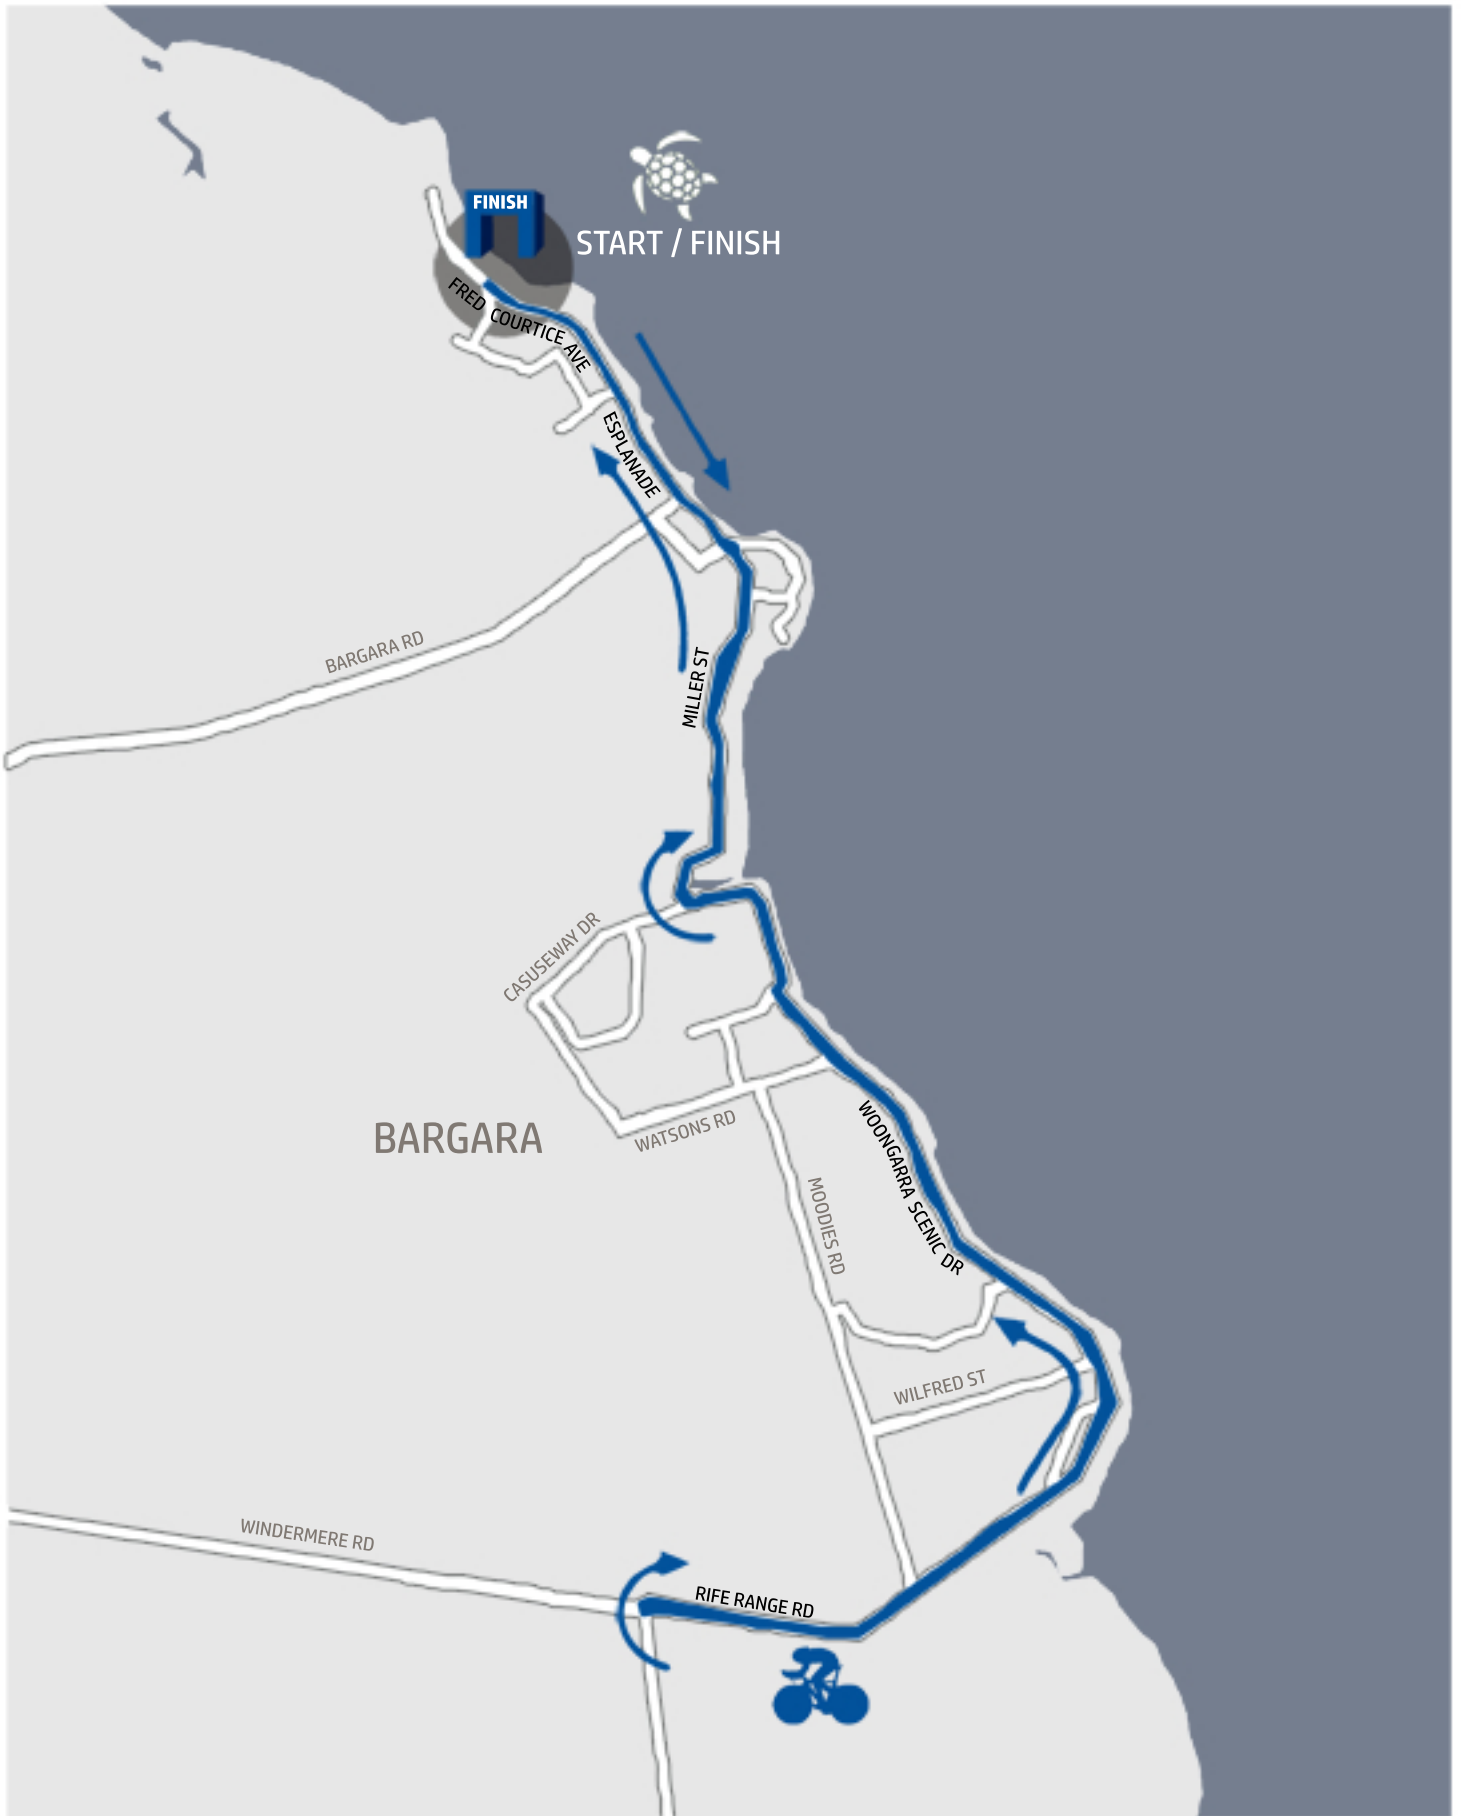 FINISH
START / FINISH
FRED COURTICE AVE
ESPLANADE
BARGARA RD
MILLER ST
CASUSEWAY DR
BARGARA
WATSONS RD
WOONGARRA SCENIC DR
MOODIES RD
WILFRED ST
WINDERMERE RD
RIFE RANGE RD